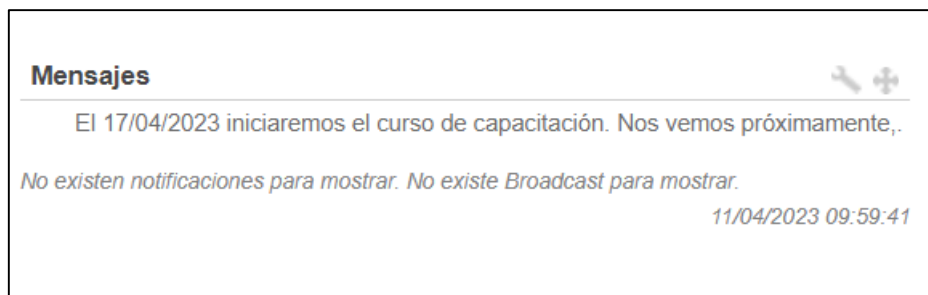 Mensajes
El 17/04/2023 iniciaremos el curso de capacitación. Nos vemos próximamente,.
No existen notificaciones para mostrar. No existe Broadcast para mostrar.
11/04/2023 09:59:41